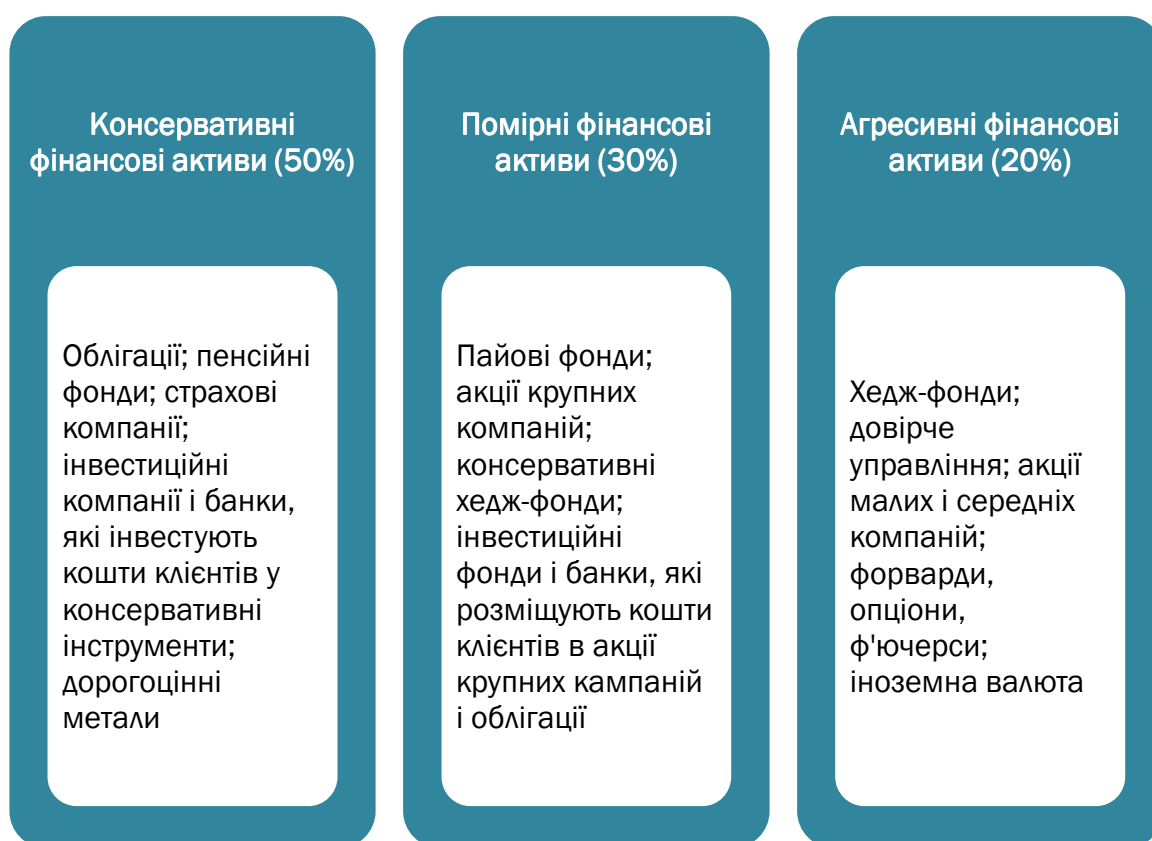 Консервативні
фінансові активи (50%)
Облігації; пенсійні
фонди; страхові
компанії;
інвестиційні
компанії і банки,
які інвестують
кошти клієнтів у
консервативні
інструменти;
дорогоцінні
метали
Помірні фінансові
активи (30%)
Пайові фонди;
акції крупних
компаній;
консервативні
хедж-фонди;
інвестиційні
фонди і банки, які
розміщують кошти
клієнтів в акції
крупних кампаній
і облігації
Агресивні фінансові
активи (20%)
Хедж-фонди;
довірче
управління; акції
малих і середніх
компаній;
форварди,
опціони,
ф'ючерси;
іноземна валюта